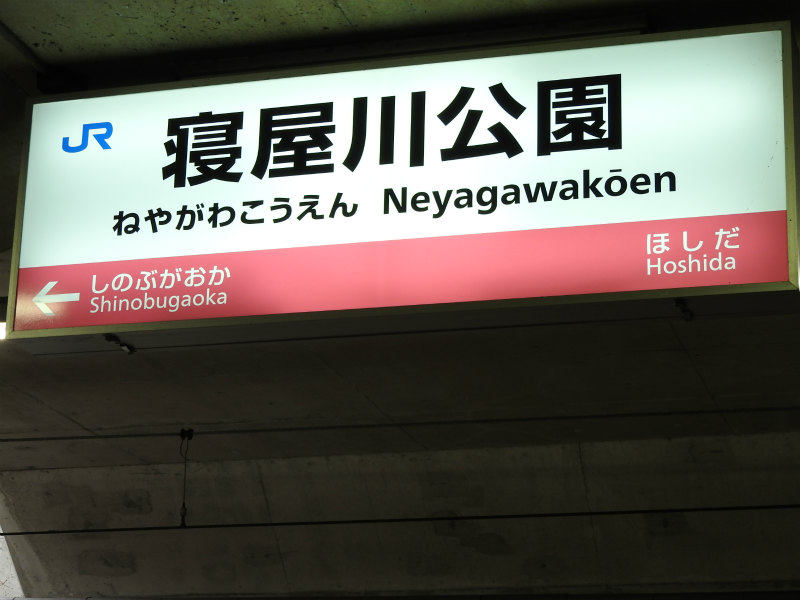 JR 寝屋川公園
ねやがわこうえん Neyagawakōen
← しのぶがおか
Shinobugaoka
ほしだ
Hoshida